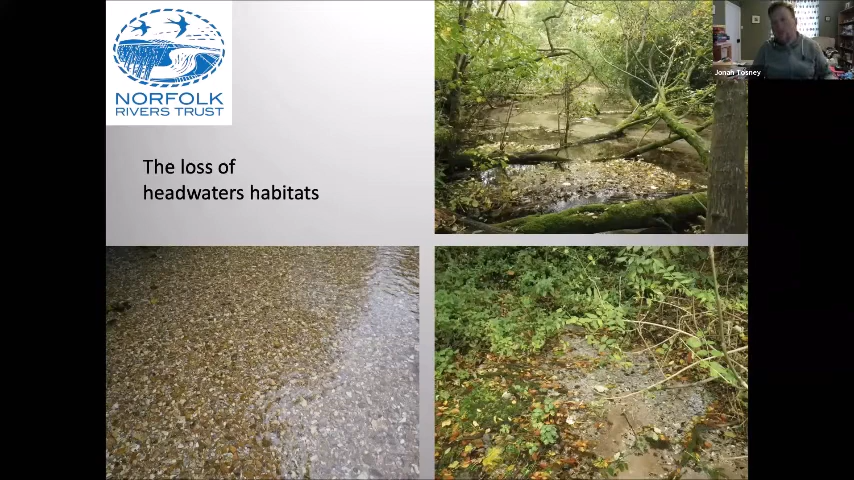 NORFOLK
RIVERS TRUST
Jonah Tosney
The loss of
headwaters habitats